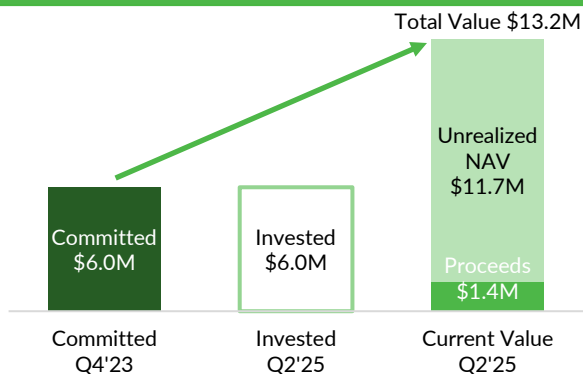 Total Value $13.2M
Unrealized
NAV
$11.7M
Committed
$6.0M
Invested
$6.0M
Proceeds
$1.4M
Committed
Q4'23
Invested
Q2'25
Current Value
Q2'25